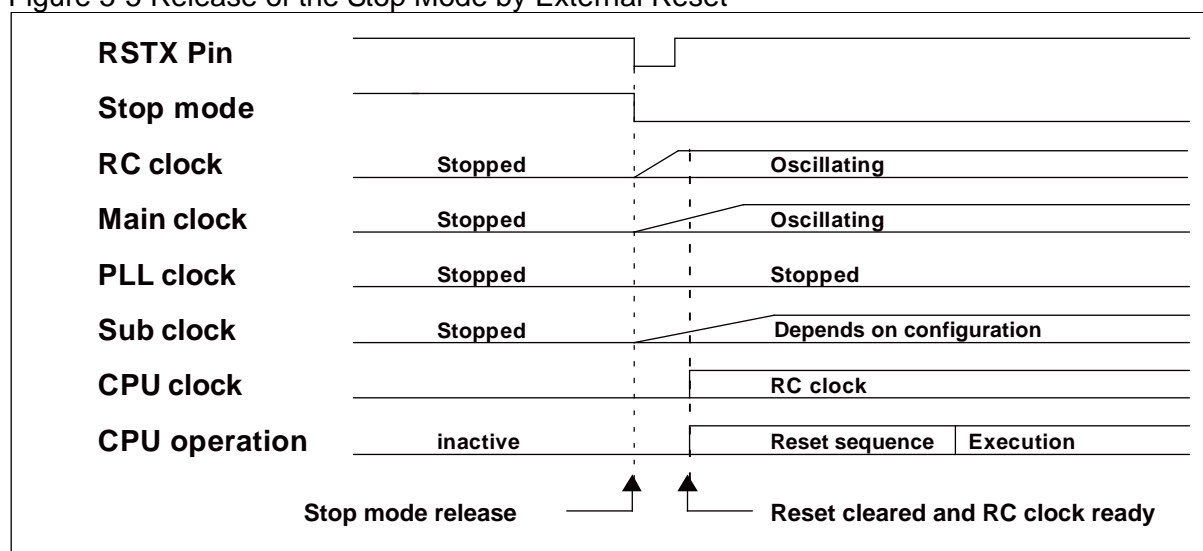 Figure Release of the Stop Mode by External Reset
RSTX Pin
Stop mode
RC clock Stopped Oscillating
Main clock Stopped Oscillating
PLL clock Stopped Stopped
Sub clock Stopped Depends on configuration
CPU clock RC clock
CPU operation inactive Reset sequence Execution
Stop mode release Reset cleared and RC clock ready